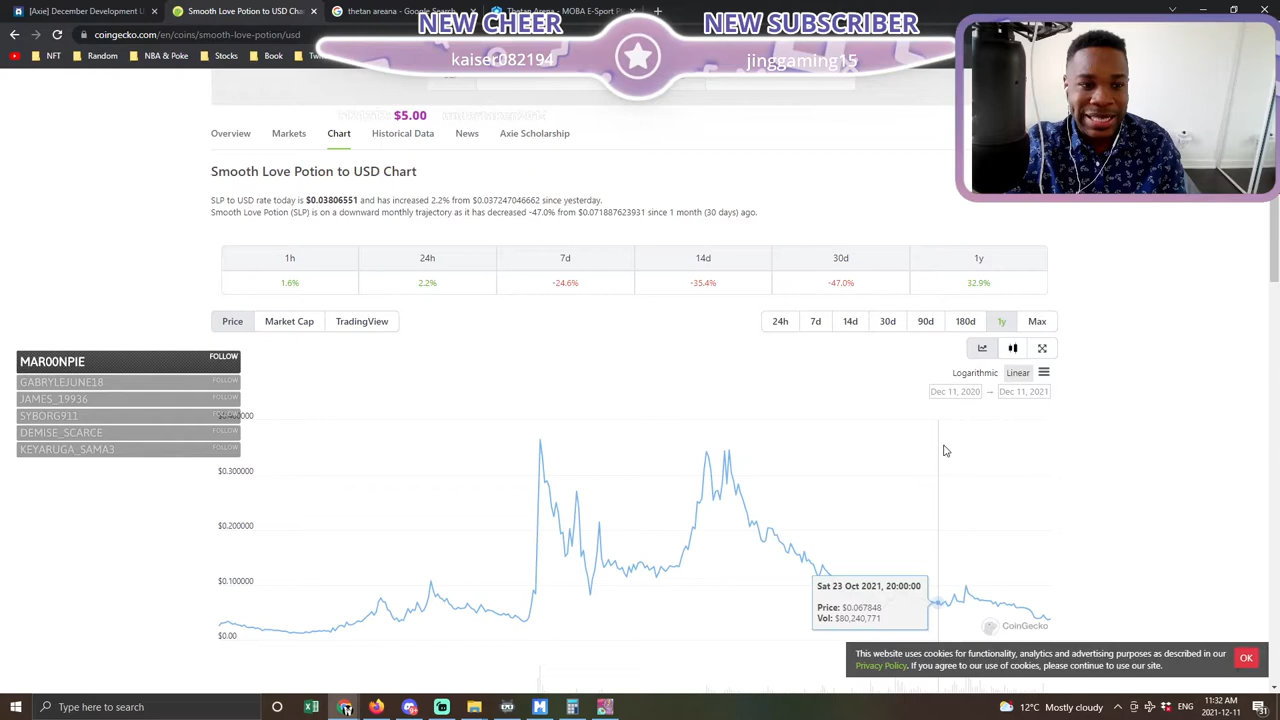 [Axie] December Development Li
Smooth Love Potion to USD Cha
thetan areana - Google Search
Thetan Arena - MOBA E-Sport Pl
NEW CHEER
kaiser082194
NEW SUBSCRIBER
jinggaming15
NFT
Random
NBA & Poke
Stocks
Book
$5.00
Overview
Markets
Chart
Historical Data
News
Axie Scholarship
Smooth Love Potion to USD Chart
SLP to USD rate today is $0.03806551 and has increased 2.2% from $0.037247046662 since yesterday.
Smooth Love Potion (SLP) is on a downward monthly trajectory as it has decreased -47.0% from $0.071887623931 since 1 month (30 days) ago.
1h 24h 7d 14d 30d 1y
1.6% 2.2% -24.6% -35.4% -47.0% 32.9%
Price Market Cap TradingView
24h 7d 14d 30d 90d 180d 1y Max
MAR00NPIE FOLLOW
GABRYLEJUNE18 FOLLOW
JAMES_19936 FOLLOW
SYBORG911 FOLLOW
DEMISE_SCARCE FOLLOW
KEYARUGA_SAMA3 FOLLOW
Logarithmic Linear
Dec 11, 2020 → Dec 11, 2021
$0.300000
$0.200000
$0.100000
$0.00
Sat 23 Oct 2021, 20:00:00
Price: $0.067848
Vol: $80,240,771
CoinGecko
This website uses cookies for functionality, analytics and advertising purposes as described in our
Privacy Policy. If you agree to our use of cookies, please continue to use our site.
OK
Type here to search
12°C Mostly cloudy
11:32 AM
2021-12-11
31